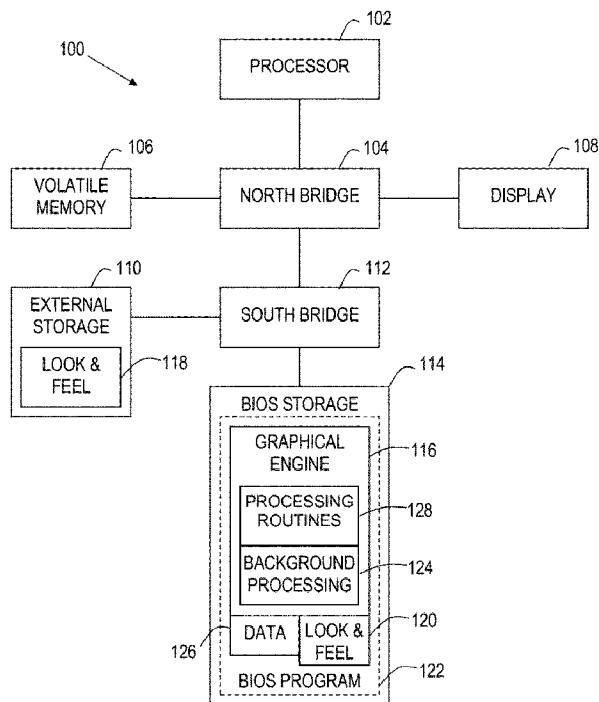 102
100
PROCESSOR
106
104
108
VOLATILE
MEMORY
NORTH BRIDGE
DISPLAY
110
112
EXTERNAL
STORAGE
SOUTH BRIDGE
LOOK &
FEEL
118
114
BIOS STORAGE
GRAPHICAL
ENGINE
116
PROCESSING
ROUTINES
128
BACKGROUND
PROCESSING
124
126
DATA
LOOK &
FEEL
120
BIOS PROGRAM
122